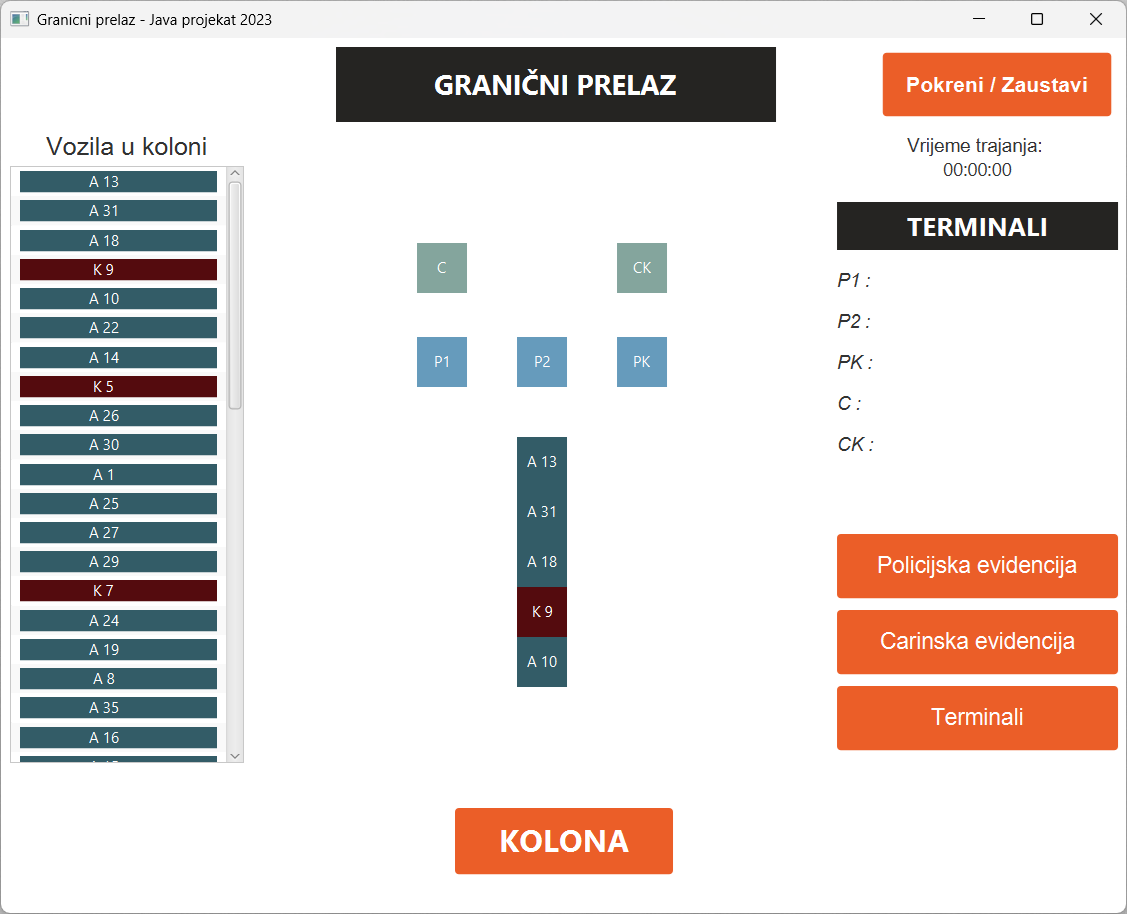 Granicni prelaz - Java projekat 2023
GRANIČNI PRELAZ
Pokreni / Zaustavi
Vrijeme trajanja:
00:00:00
Vozila u koloni
A 13
A 31
A 18
K 9
A 10
A 22
A 14
K 5
A 26
A 30
A 1
A 25
A 27
A 29
K 7
A 24
A 19
A 8
A 35
A 16
C
CK
P1
P2
PK
A 13
A 31
A 18
K 9
A 10
TERMINALI
P1 :
P2 :
PK :
C :
CK :
Policijska evidencija
Carinska evidencija
Terminali
KOLONA